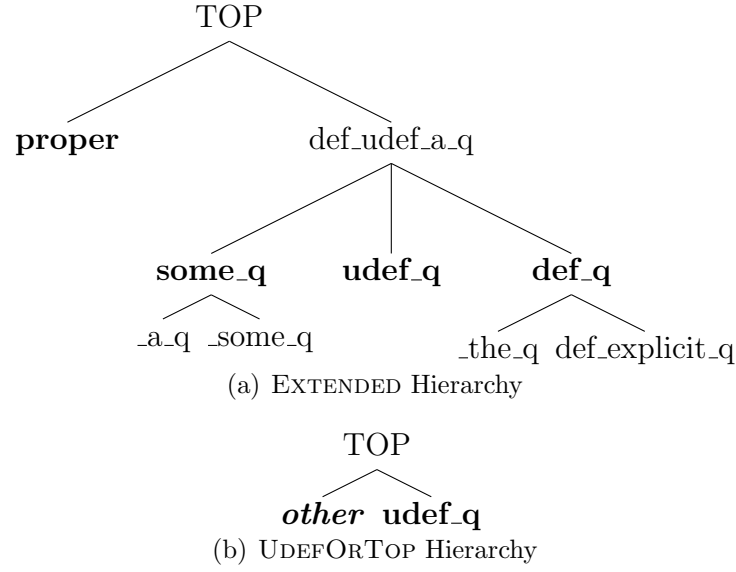 TOP
proper def_udef_a_q
some_q udef_q def_q
_a_q _some_q _the_q def_explicit_q
(a) EXTENDED Hierarchy
TOP
other udef_q
(b) UDEFORTOP Hierarchy